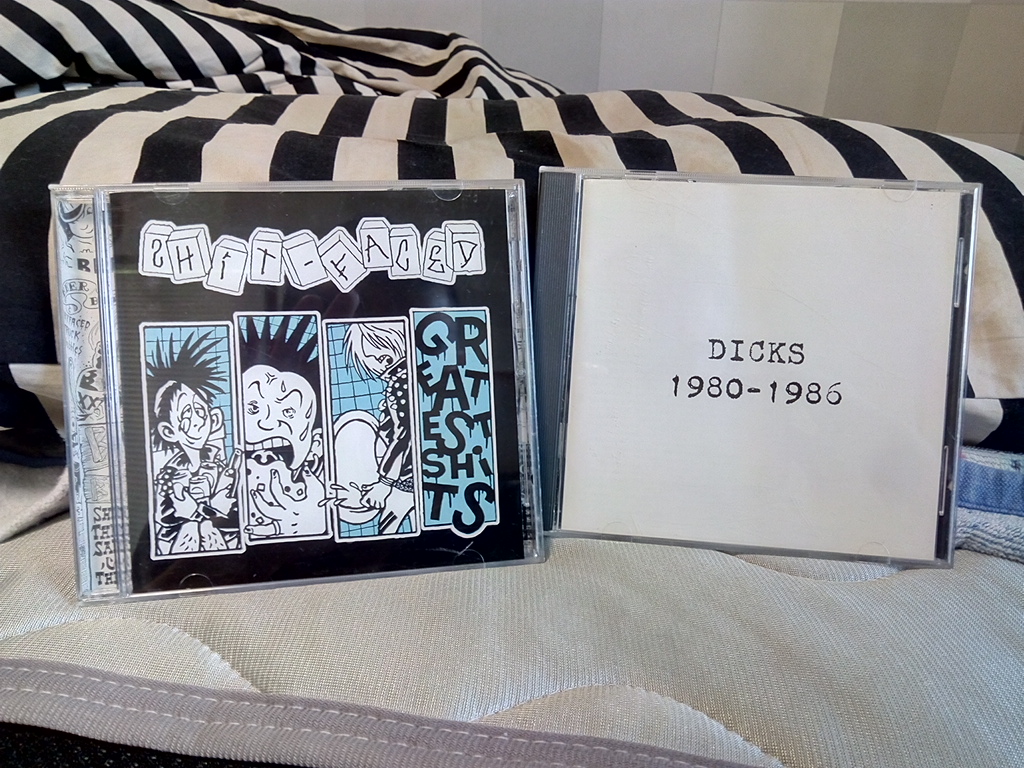 SHIT-FACED
GREATEST
SHITS
DICKS
1980-1986